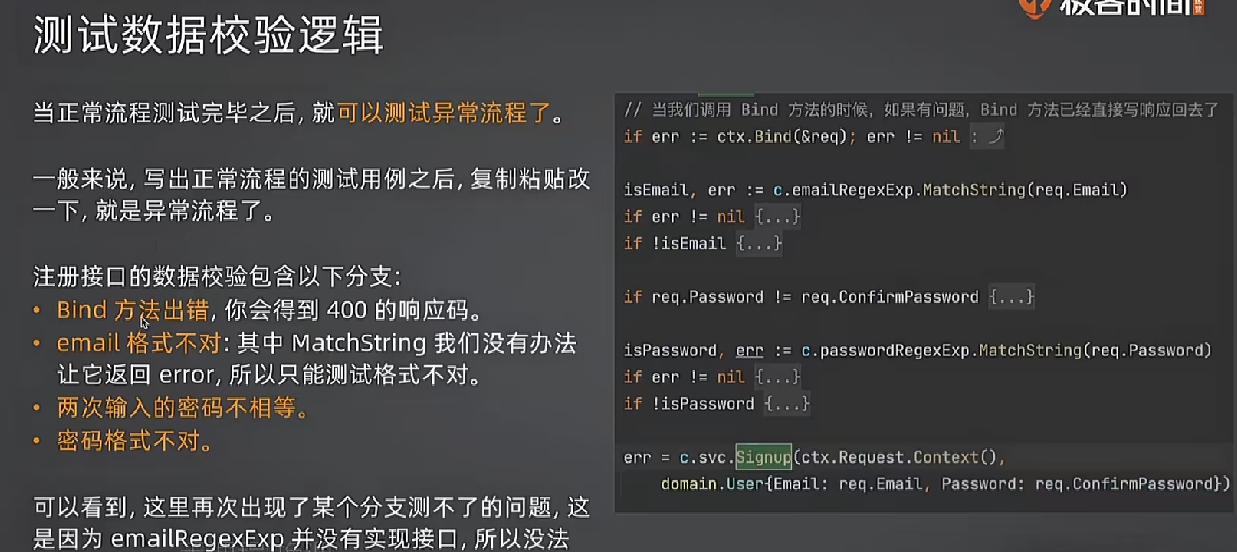 极客时间
测试数据校验逻辑
当正常流程测试完毕之后, 就可以测试异常流程了。
一般来说, 写出正常流程的测试用例之后, 复制粘贴改
一下, 就是异常流程了。
注册接口的数据校验包含以下分支:
• Bind 方法出错, 你会得到 400 的响应码。
• email 格式不对: 其中 MatchString 我们没有办法
让它返回 error, 所以只能测试格式不对。
• 两次输入的密码不相等。
• 密码格式不对。
可以看到, 这里再次出现了某个分支测不了的问题, 这
是因为 emailRegexExp 并没有实现接口, 所以没法
// 当我们调用 Bind 方法的时候, 如果有问题, Bind 方法已经直接写响应回去了
if err := ctx.Bind(&req); err != nil :
isEmail, err := c.emailRegexExp.MatchString(req.Email)
if err != nil {...}
if !isEmail {...}
if req.Password != req.ConfirmPassword {...}
isPassword, err := c.passwordRegexExp.MatchString(req.Password)
if err != nil {...}
if !isPassword {...}
err = c.svc.Signup(ctx.Request.Context(),
domain.User{Email: req.Email, Password: req.ConfirmPassword})